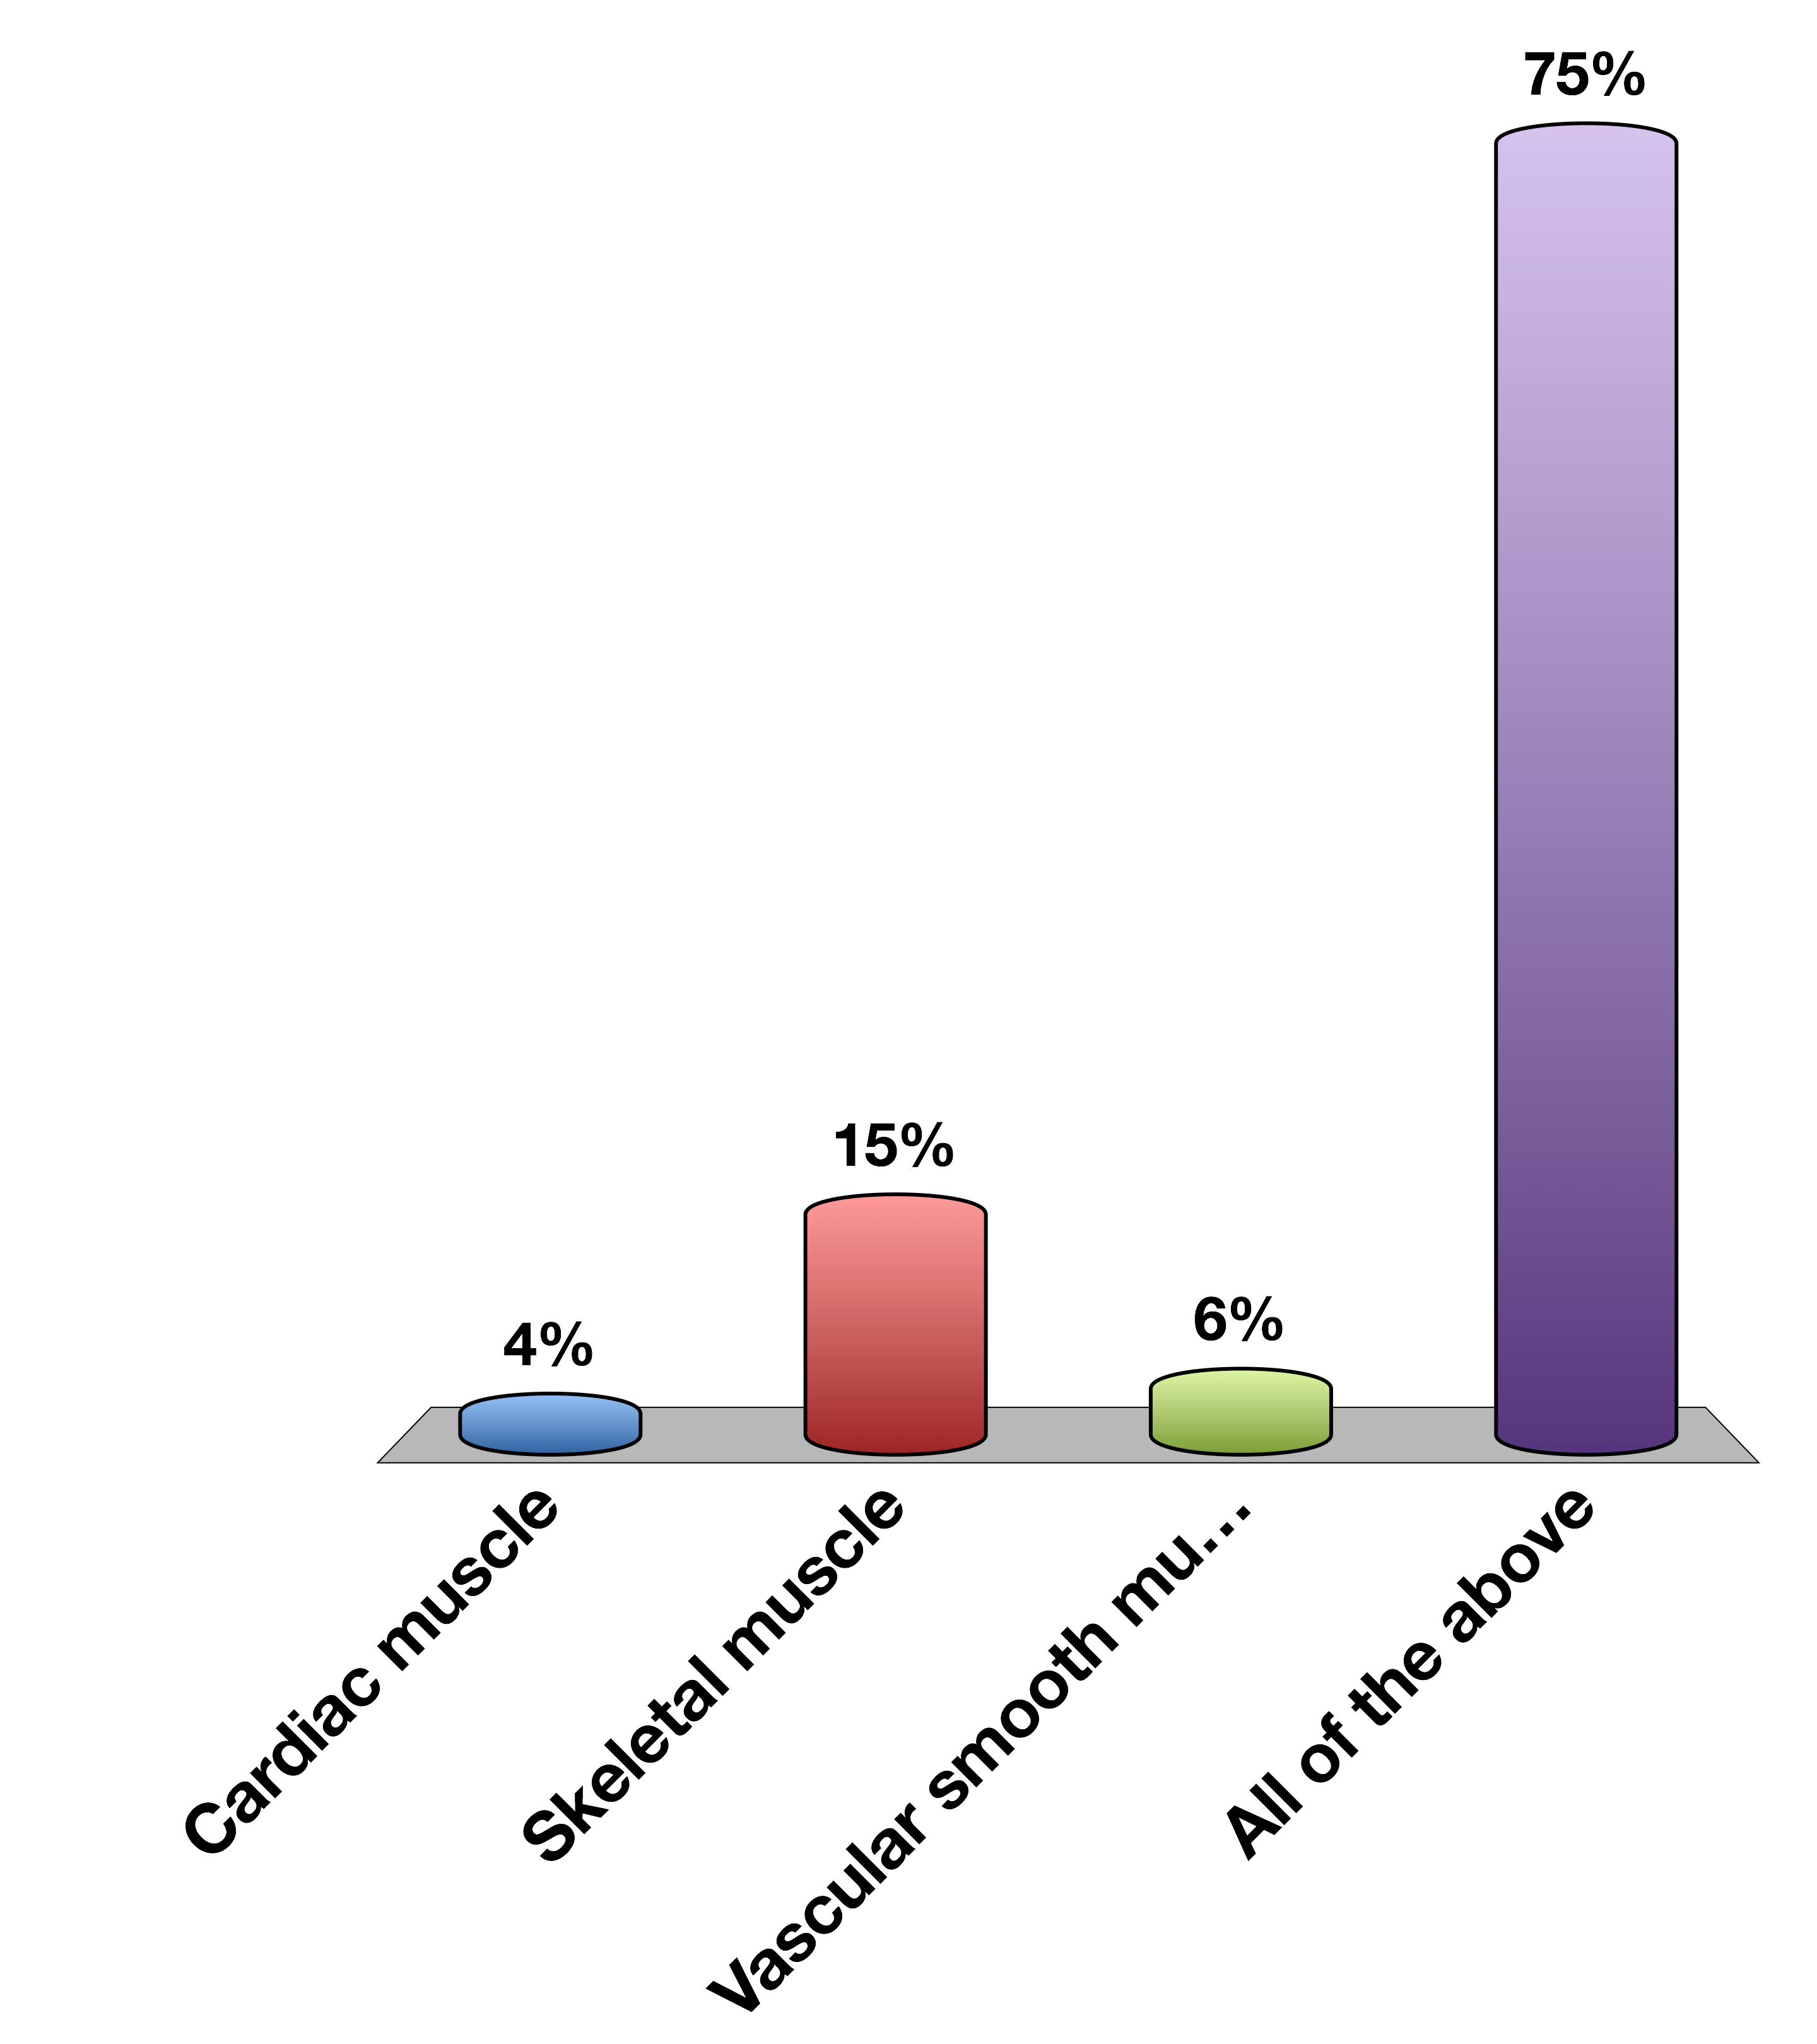 75%
15%
6%
4%
Cardiac muscle
Skeletal muscle
Vascular smooth mu...
All of the above